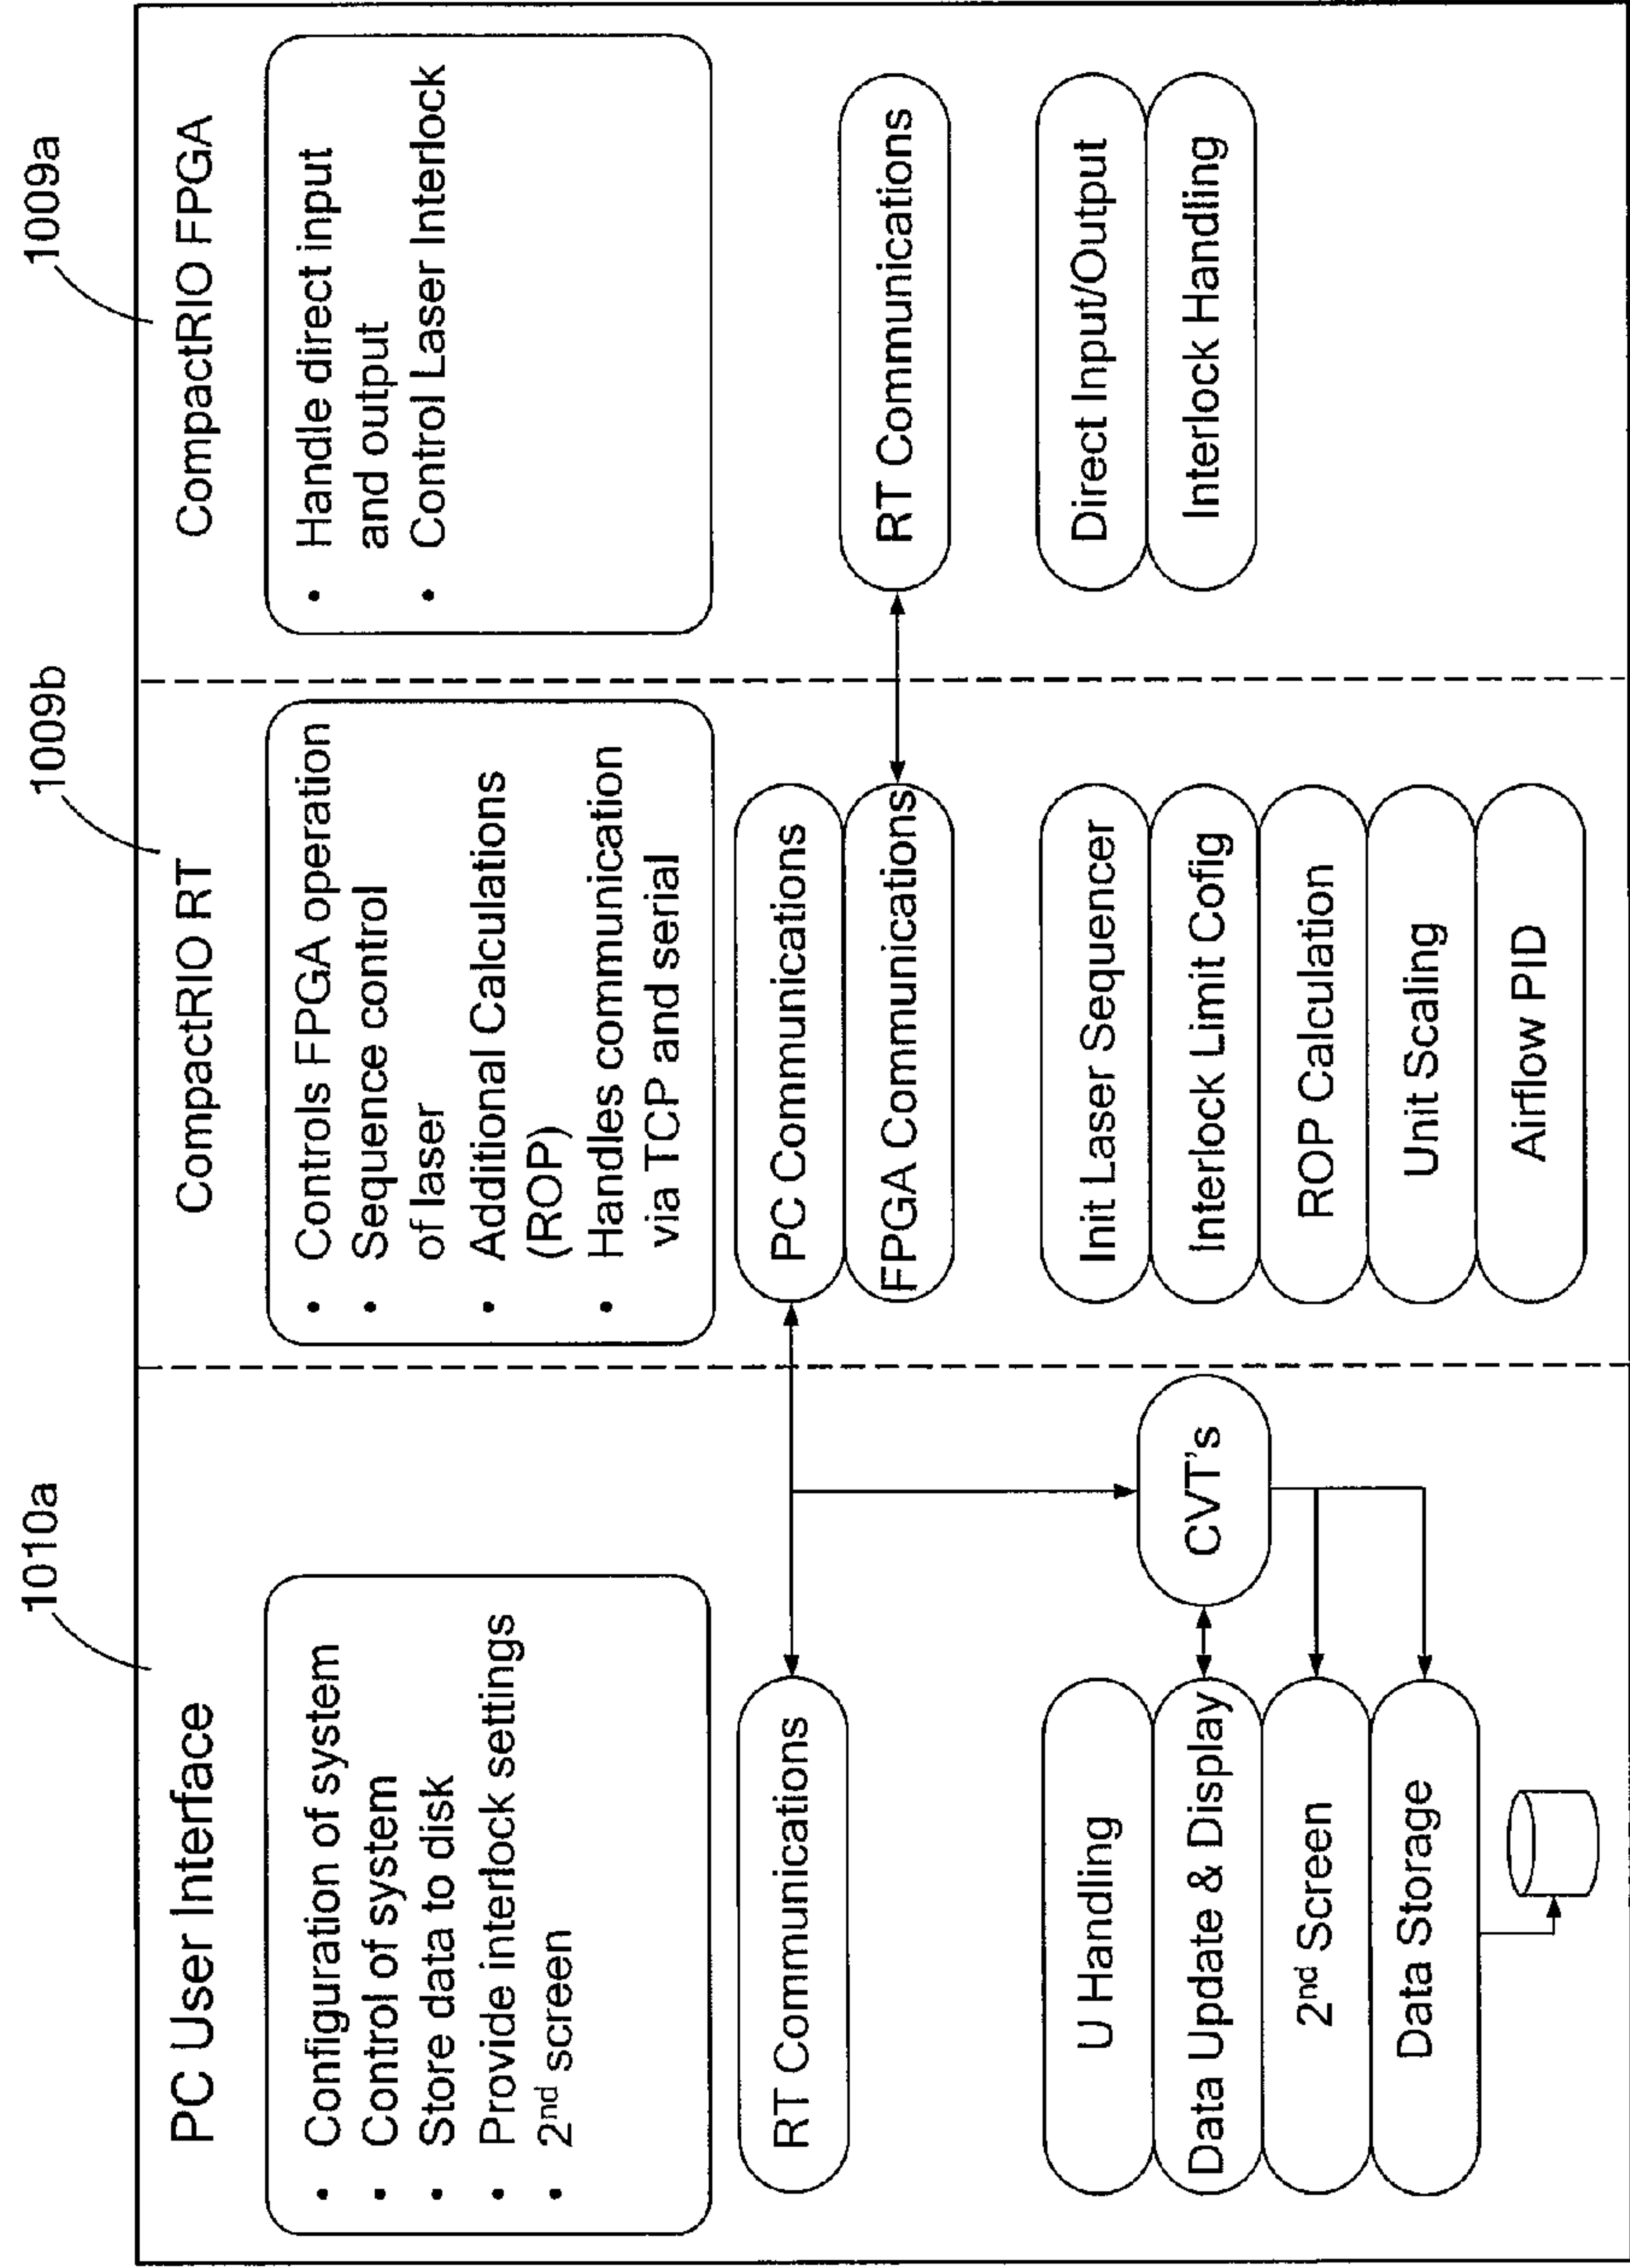 1010a
PC User Interface
• Configuration of system
• Control of system
• Store data to disk
• Provide interlock settings
• 2nd screen
RT Communications
U Handling
Data Update & Display
2nd Screen
Data Storage
CVT's
1009b
CompactRIO RT
• Controls FPGA operation
• Sequence control
of laser
• Additional Calculations
(ROP)
• Handles communication
via TCP and serial
PC Communications
FPGA Communications
Init Laser Sequencer
Interlock Limit Cofig
ROP Calculation
Unit Scaling
Airflow PID
1009a
CompactRIO FPGA
• Handle direct input
and output
• Control Laser Interlock
RT Communications
Direct Input/Output
Interlock Handling